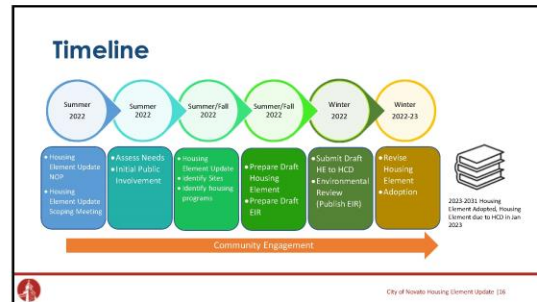 Timeline
Summer
2022
Summer
2022
Summer/Fall
2022
Summer/Fall
2022
Winter
2022
Winter
2022-23
• Housing
Element Update
NOP
• Housing
Element Update
Scoping Meeting
• Assess Needs
• Initial Public
Involvement
• Housing
Element Update
• Identify Sites
• identify housing
programs
• Prepare Draft
Housing
Element
• Prepare Draft
EIR
• Submit Draft
HE to HCD
• Environmental
Review
(Publish EIR)
• Revise
Housing
Element
• Adoption
2023-2031 Housing
Element Adopted, Housing
Element due to HCD in Jan
2023
Community Engagement
City of Novato Housing Element Update |16